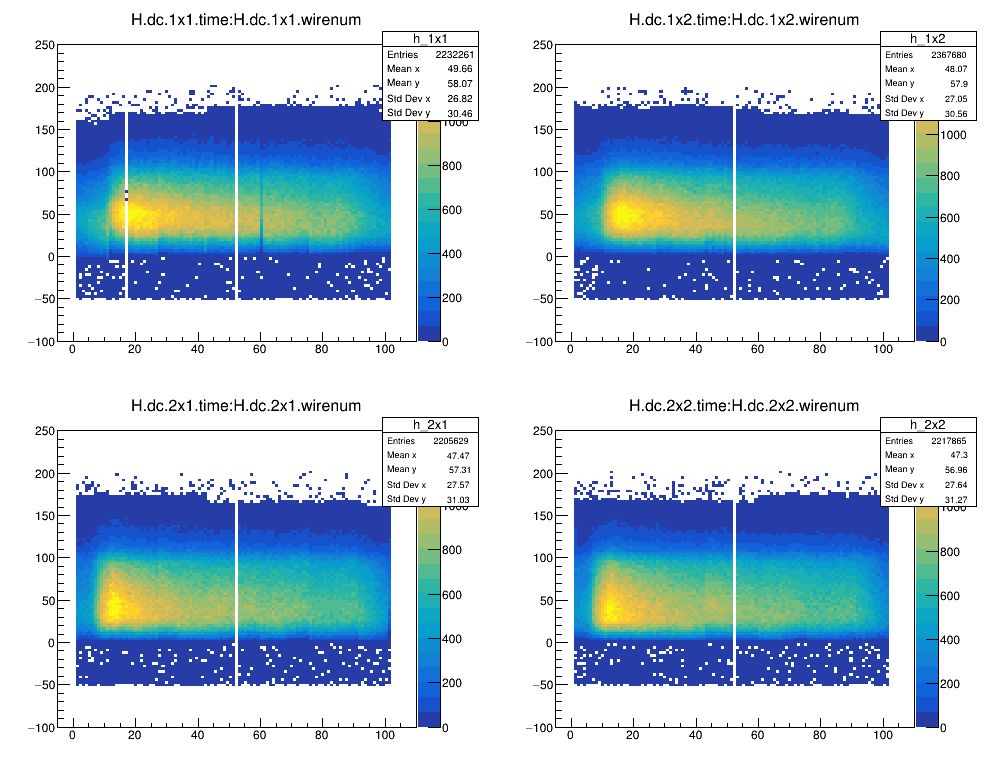 H.dc.1x1.time:H.dc.1x1.wirenum
h_1x1
Entries 2232261
Mean x 49.66
Mean y 58.07
Std Dev x 26.82
Std Dev y 30.46
250
200
150
100
50
0
−50
−100
0 20 40 60 80 100
1000
800
600
400
200
0
H.dc.1x2.time:H.dc.1x2.wirenum
h_1x2
Entries 2367680
Mean x 48.07
Mean y 57.9
Std Dev x 27.05
Std Dev y 30.56
250
200
150
100
50
0
−50
−100
0 20 40 60 80 100
1000
800
600
400
200
0
H.dc.2x1.time:H.dc.2x1.wirenum
h_2x1
Entries 2205629
Mean x 47.47
Mean y 57.31
Std Dev x 27.57
Std Dev y 31.03
250
200
150
100
50
0
−50
−100
0 20 40 60 80 100
1000
800
600
400
200
0
H.dc.2x2.time:H.dc.2x2.wirenum
h_2x2
Entries 2217865
Mean x 47.3
Mean y 56.96
Std Dev x 27.64
Std Dev y 31.27
250
200
150
100
50
0
−50
−100
0 20 40 60 80 100
1000
800
600
400
200
0